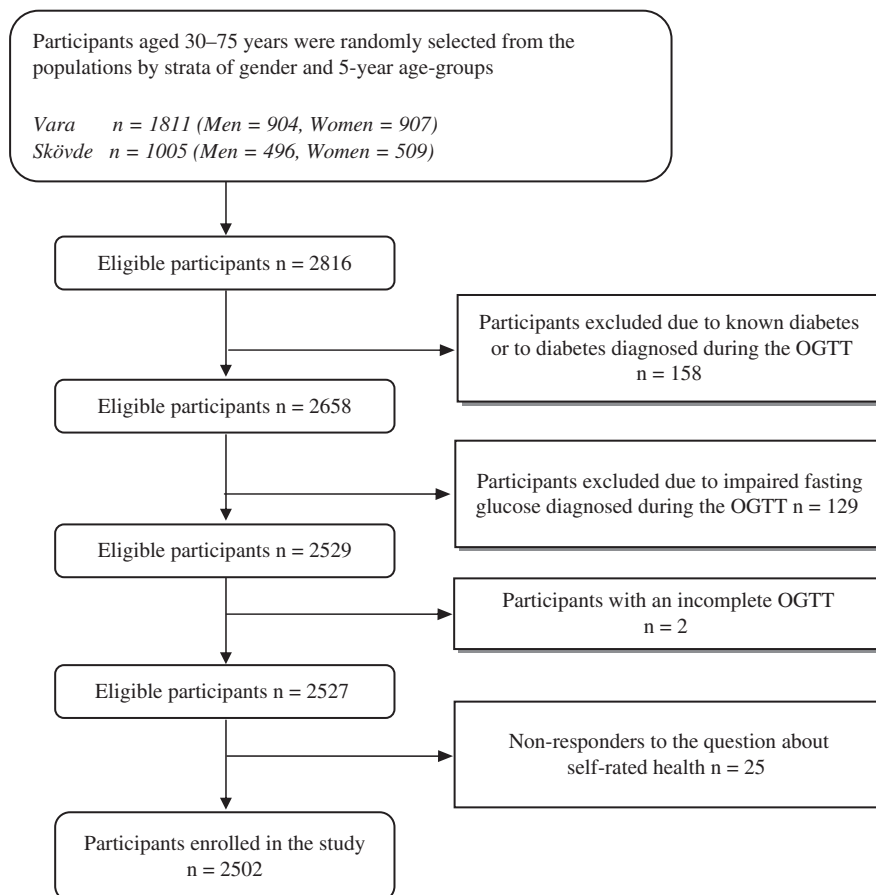 Participants aged 30–75 years were randomly selected from the
populations by strata of gender and 5-year age-groups
Vara n = 1811 (Men = 904, Women = 907)
Skövde n = 1005 (Men = 496, Women = 509)
Eligible participants n = 2816
Participants excluded due to known diabetes
or to diabetes diagnosed during the OGTT
n = 158
Eligible participants n = 2658
Participants excluded due to impaired fasting
glucose diagnosed during the OGTT n = 129
Eligible participants n = 2529
Participants with an incomplete OGTT
n = 2
Eligible participants n = 2527
Non-responders to the question about
self-rated health n = 25
Participants enrolled in the study
n = 2502